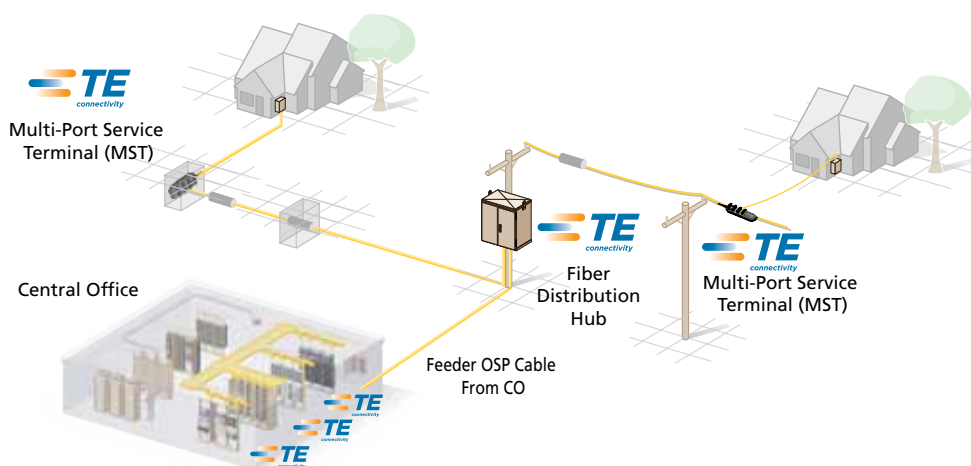 TE
connectivity
Multi-Port Service
Terminal (MST)
TE
connectivity
Fiber
Distribution
Hub
TE
connectivity
Multi-Port Service
Terminal (MST)
Central Office
Feeder OSP Cable
From CO
TE
connectivity
TE
connectivity
TE
connectivity